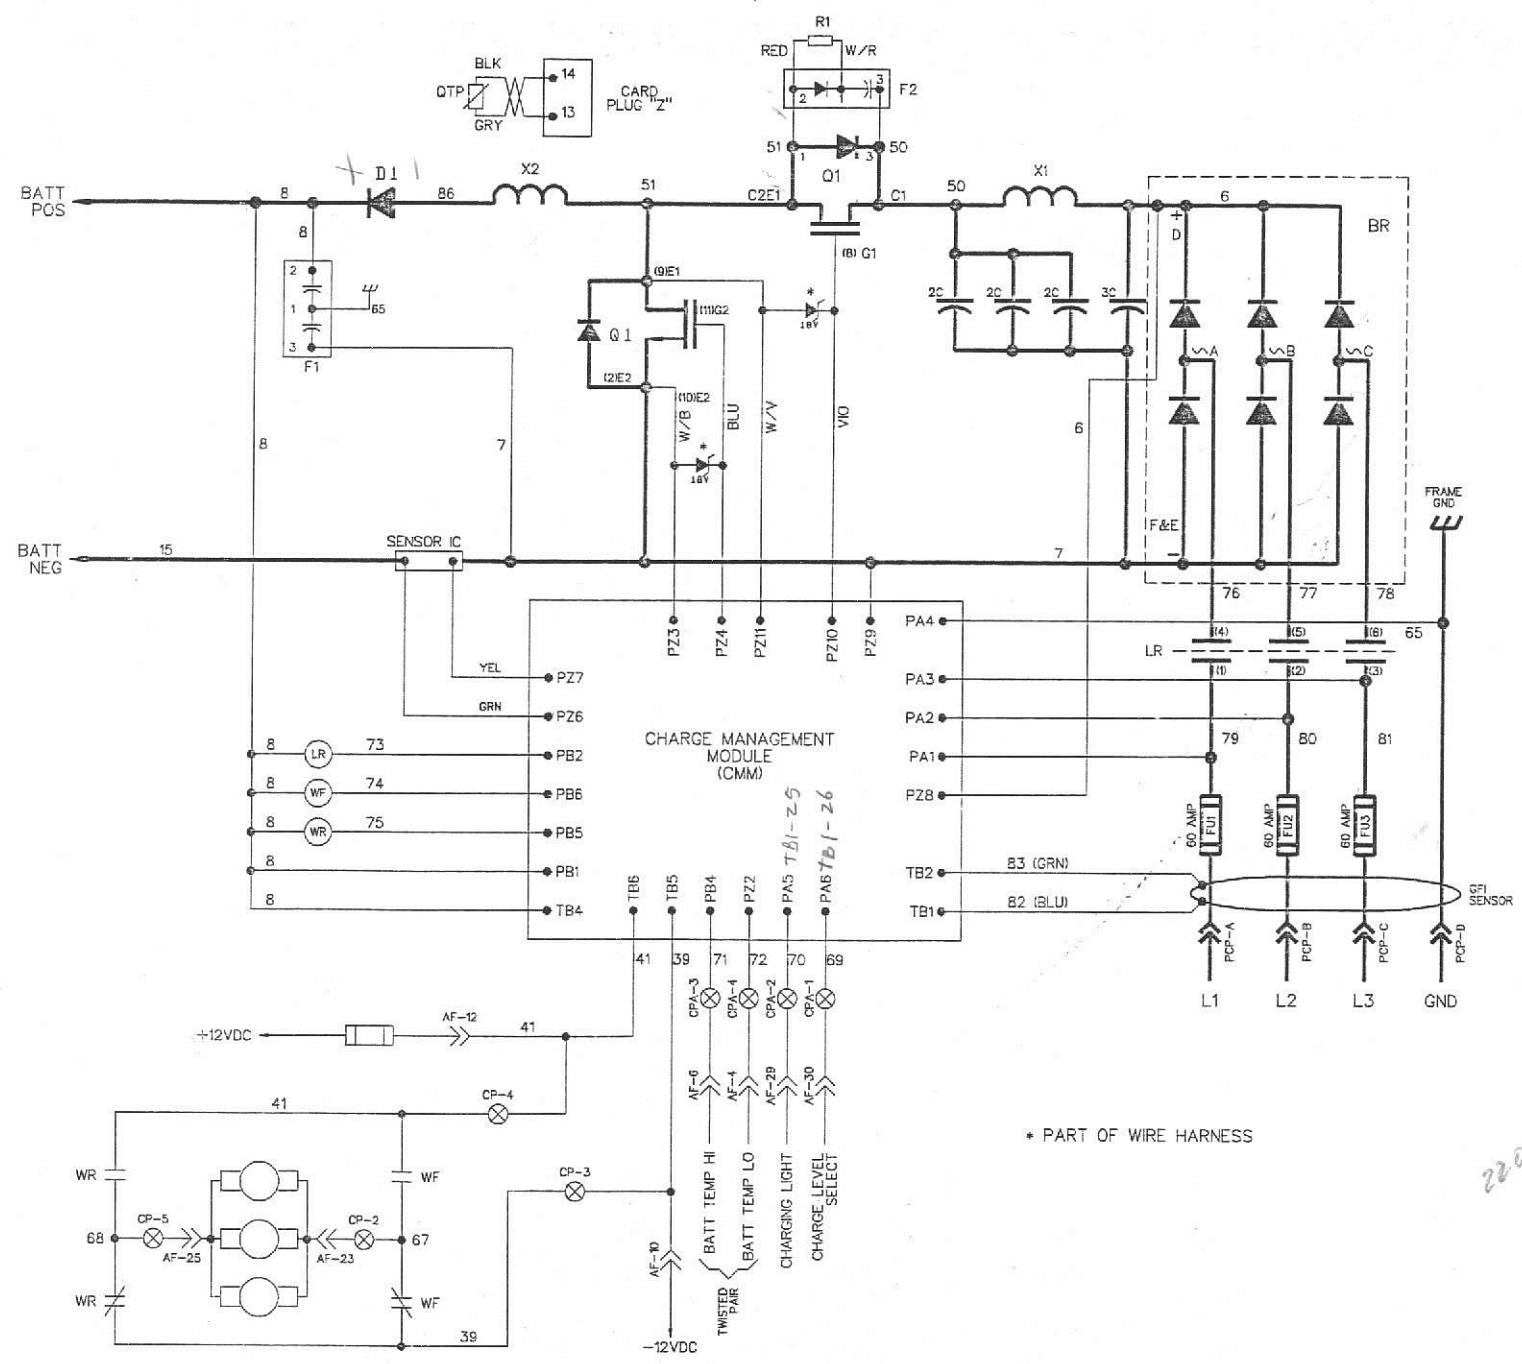 R1
RED
W/R
BLK
14
QTP
CARD
PLUG "Z"
13
GRY
2
3
F2
51
1
3
50
Q1
D1
X2
X1
BATT
POS
8
86
51
C2E1
C1
50
6
+
D
BR
8
(8) G1
2
1
65
3
F1
(9)E1
(11)G2
*
18V
2C
2C
2C
3C
Q1
~A
~B
~C
(2)E2
(10)E2
W/B
BLU
W/V
VIO
6
8
7
*
18V
FRAME
GND
F&E
BATT
NEG
15
SENSOR IC
7
-
76
77
78
PZ3
PZ4
PZ11
PZ10
PZ9
PA4
65
(4)
(5)
(6)
LR
(1)
(2)
(3)
YEL
PZ7
PA3
GRN
PZ6
PA2
CHARGE MANAGEMENT
MODULE
(CMM)
79
80
81
8
LR
73
PB2
PA1
8
WF
74
PB6
PZ8
8
WR
75
PB5
60 AMP
FU1
60 AMP
FU2
60 AMP
FU3
TB1-25
TB1-26
8
PB1
TB2
83 (GRN)
8
TB4
TB6
TB5
PB4
PZ2
PA5
PA6
TB1
82 (BLU)
GFI
SENSOR
PCP-A
PCP-B
PCP-C
PCP-D
41
39
71
72
70
69
CPA-3
CPA-4
CPA-2
CPA-1
L1
L2
L3
GND
+12VDC
AF-12
41
AF-6
AF-4
AF-29
AF-30
41
CP-4
* PART OF WIRE HARNESS
BATT TEMP HI
BATT TEMP LO
CHARGING LIGHT
CHARGE LEVEL
SELECT
WR
WF
CP-3
220
68
CP-5
AF-25
AF-23
CP-2
67
AF-10
WR
WF
TWISTED
PAIR
39
-12VDC